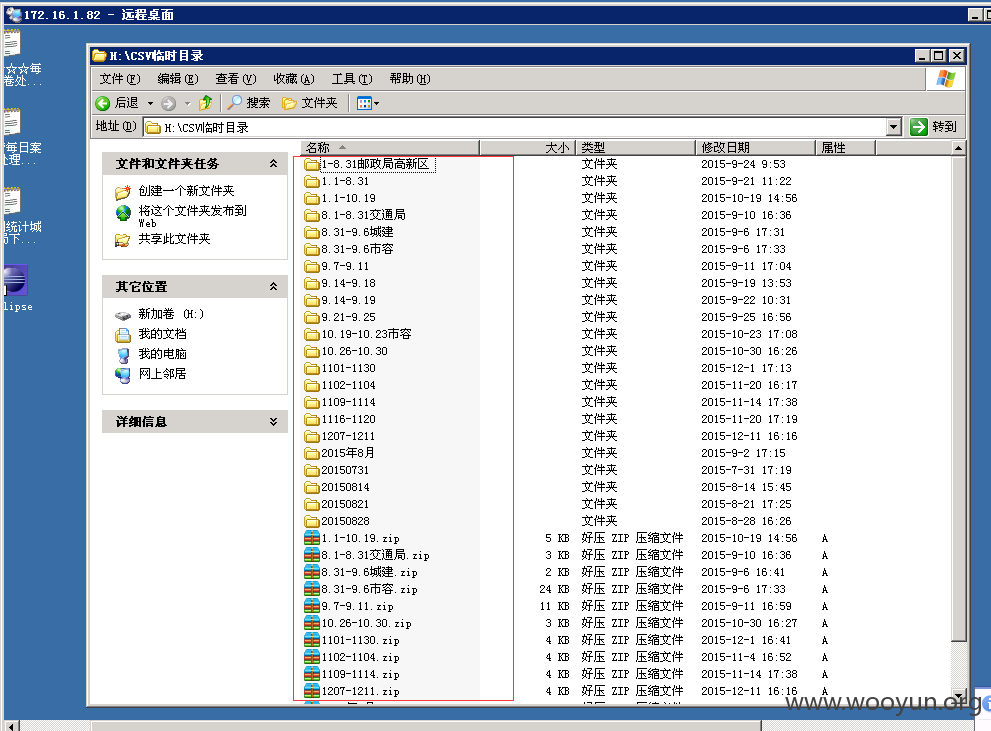 172.16.1.82 - 远程桌面
☆☆每
卷处...
每日案
处理...
统计城
局下...
lipse
H:\CSV临时目录
文件(F) 编辑(E) 查看(V) 收藏(A) 工具(T) 帮助(H)
后退 搜索 文件夹
地址(D) H:\CSV临时目录 转到
文件和文件夹任务
创建一个新文件夹
将这个文件夹发布到
Web
共享此文件夹
其它位置
新加卷 (H:)
我的文档
我的电脑
网上邻居
详细信息
名称 大小 类型 修改日期 属性
1-8.31邮政局高新区 文件夹 2015-9-24 9:53
1.1-8.31 文件夹 2015-9-21 11:22
1.1-10.19 文件夹 2015-10-19 14:56
8.1-8.31交通局 文件夹 2015-9-10 16:36
8.31-9.6城建 文件夹 2015-9-6 17:31
8.31-9.6市容 文件夹 2015-9-6 17:33
9.7-9.11 文件夹 2015-9-11 17:04
9.14-9.18 文件夹 2015-9-19 13:53
9.14-9.19 文件夹 2015-9-22 10:31
9.21-9.25 文件夹 2015-9-25 16:56
10.19-10.23市容 文件夹 2015-10-23 17:08
10.26-10.30 文件夹 2015-10-30 16:26
1101-1130 文件夹 2015-12-1 17:13
1102-1104 文件夹 2015-11-20 16:17
1109-1114 文件夹 2015-11-14 17:38
1116-1120 文件夹 2015-11-20 17:19
1207-1211 文件夹 2015-12-11 16:16
2015年8月 文件夹 2015-9-2 17:15
20150731 文件夹 2015-7-31 17:19
20150814 文件夹 2015-8-14 15:45
20150821 文件夹 2015-8-21 17:25
20150828 文件夹 2015-8-28 16:26
1.1-10.19.zip 5 KB 好压 ZIP 压缩文件 2015-10-19 14:56 A
8.1-8.31交通局.zip 3 KB 好压 ZIP 压缩文件 2015-9-10 16:36 A
8.31-9.6城建.zip 2 KB 好压 ZIP 压缩文件 2015-9-6 16:41 A
8.31-9.6市容.zip 24 KB 好压 ZIP 压缩文件 2015-9-6 17:33 A
9.7-9.11.zip 11 KB 好压 ZIP 压缩文件 2015-9-11 16:59 A
10.26-10.30.zip 3 KB 好压 ZIP 压缩文件 2015-10-30 16:27 A
1101-1130.zip 4 KB 好压 ZIP 压缩文件 2015-12-1 16:41 A
1102-1104.zip 4 KB 好压 ZIP 压缩文件 2015-11-4 16:52 A
1109-1114.zip 4 KB 好压 ZIP 压缩文件 2015-11-14 17:38 A
1207-1211.zip 4 KB 好压 ZIP 压缩文件 2015-12-11 16:16 A
www.wooyun.org